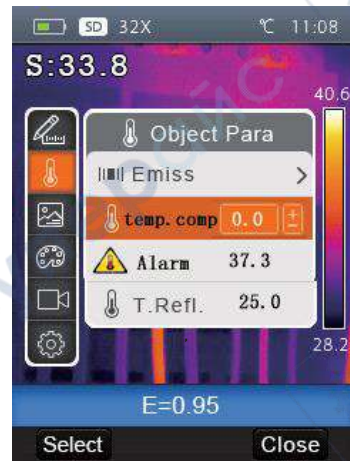 SD 32X ℃ 11:08
S:33.8
40.6
Object Para
Emiss >
temp. comp 0.0 ±
Alarm 37.3
T.Refl. 25.0
28.2
E=0.95
Select Close